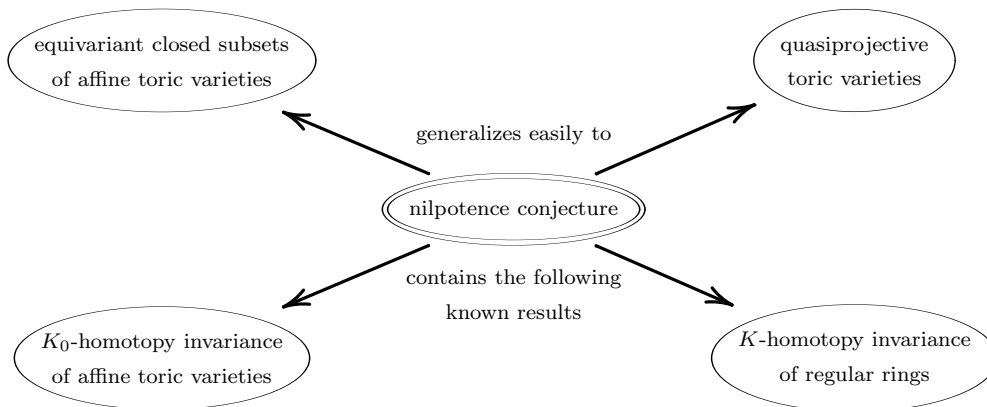 equivariant closed subsets
of affine toric varieties
quasiprojective
toric varieties
generalizes easily to
nilpotence conjecture
contains the following
known results
K₀-homotopy invariance
of affine toric varieties
K-homotopy invariance
of regular rings